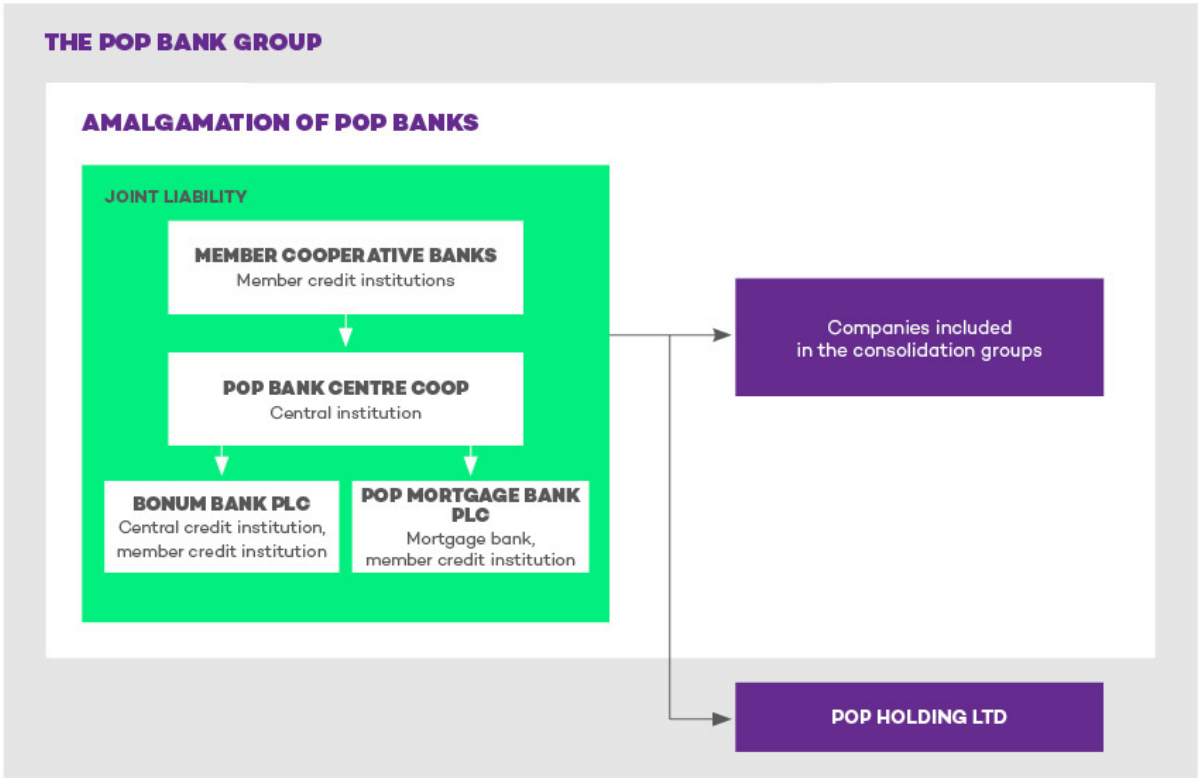 THE POP BANK GROUP
AMALGAMATION OF POP BANKS
JOINT LIABILITY
MEMBER COOPERATIVE BANKS
Member credit institutions
POP BANK CENTRE COOP
Central institution
BONUM BANK PLC
Central credit institution,
member credit institution
POP MORTGAGE BANK
PLC
Mortgage bank,
member credit institution
Companies included
in the consolidation groups
POP HOLDING LTD